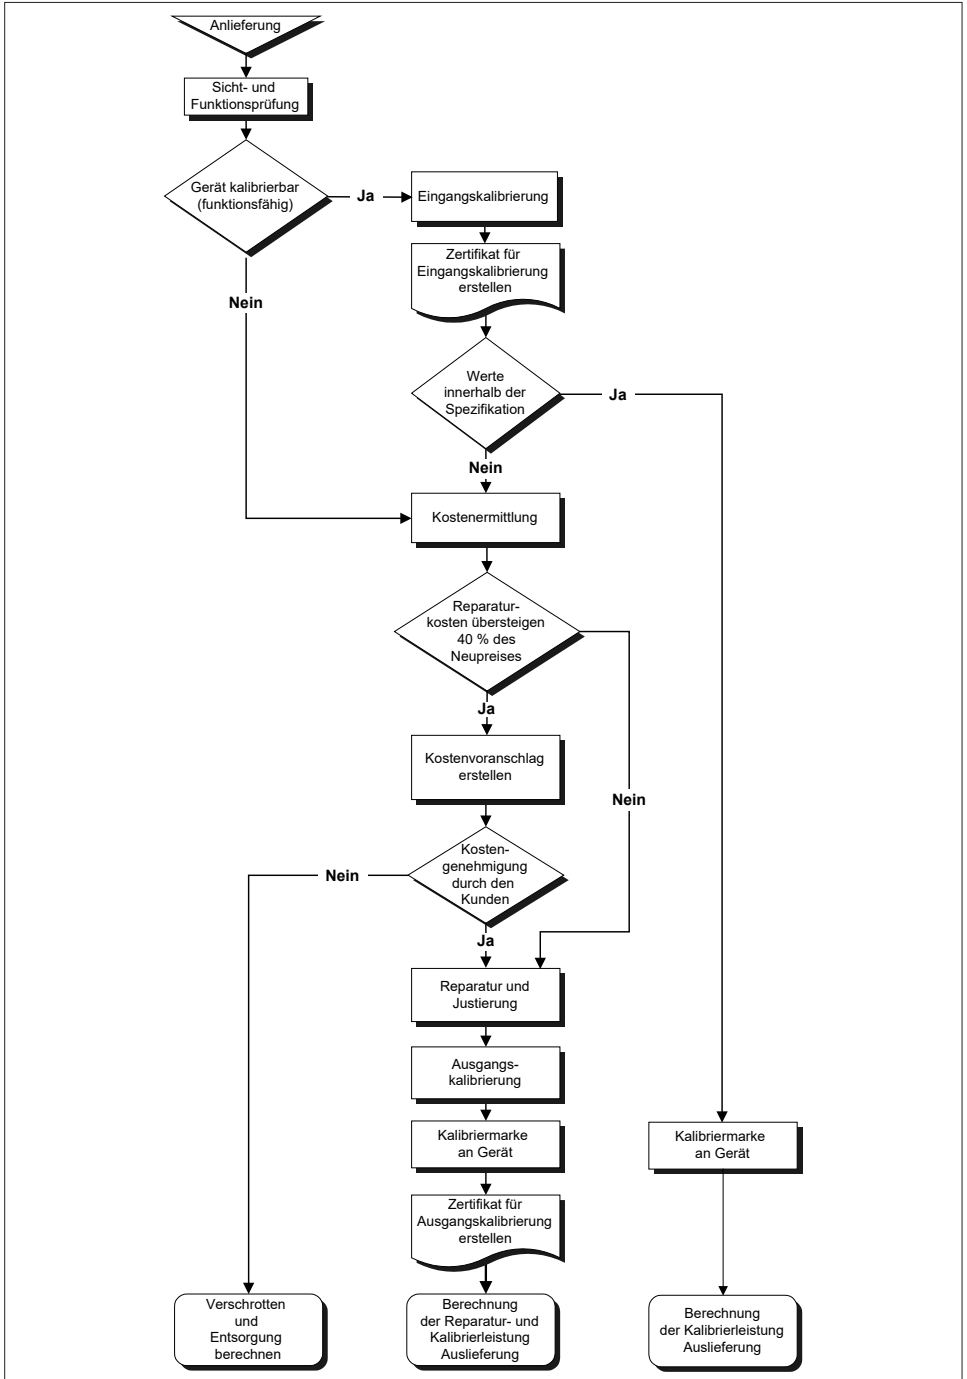 Anlieferung
Sicht- und
Funktionsprüfung
Gerät kalibrierbar
(funktionsfähig)
Ja
Eingangskalibrierung
Zertifikat für
Eingangskalibrierung
erstellen
Nein
Werte
innerhalb der
Spezifikation
Ja
Nein
Kostenermittlung
Reparatur-
kosten übersteigen
40 % des
Neupreises
Ja
Kostenvoranschlag
erstellen
Nein
Kosten-
genehmigung
durch den
Kunden
Nein
Ja
Reparatur und
Justierung
Ausgangs-
kalibrierung
Kalibriermarke
an Gerät
Kalibriermarke
an Gerät
Zertifikat für
Ausgangskalibrierung
erstellen
Verschrotten
und
Entsorgung
berechnen
Berechnung
der Reparatur- und
Kalibrierleistung
Auslieferung
Berechnung
der Kalibrierleistung
Auslieferung